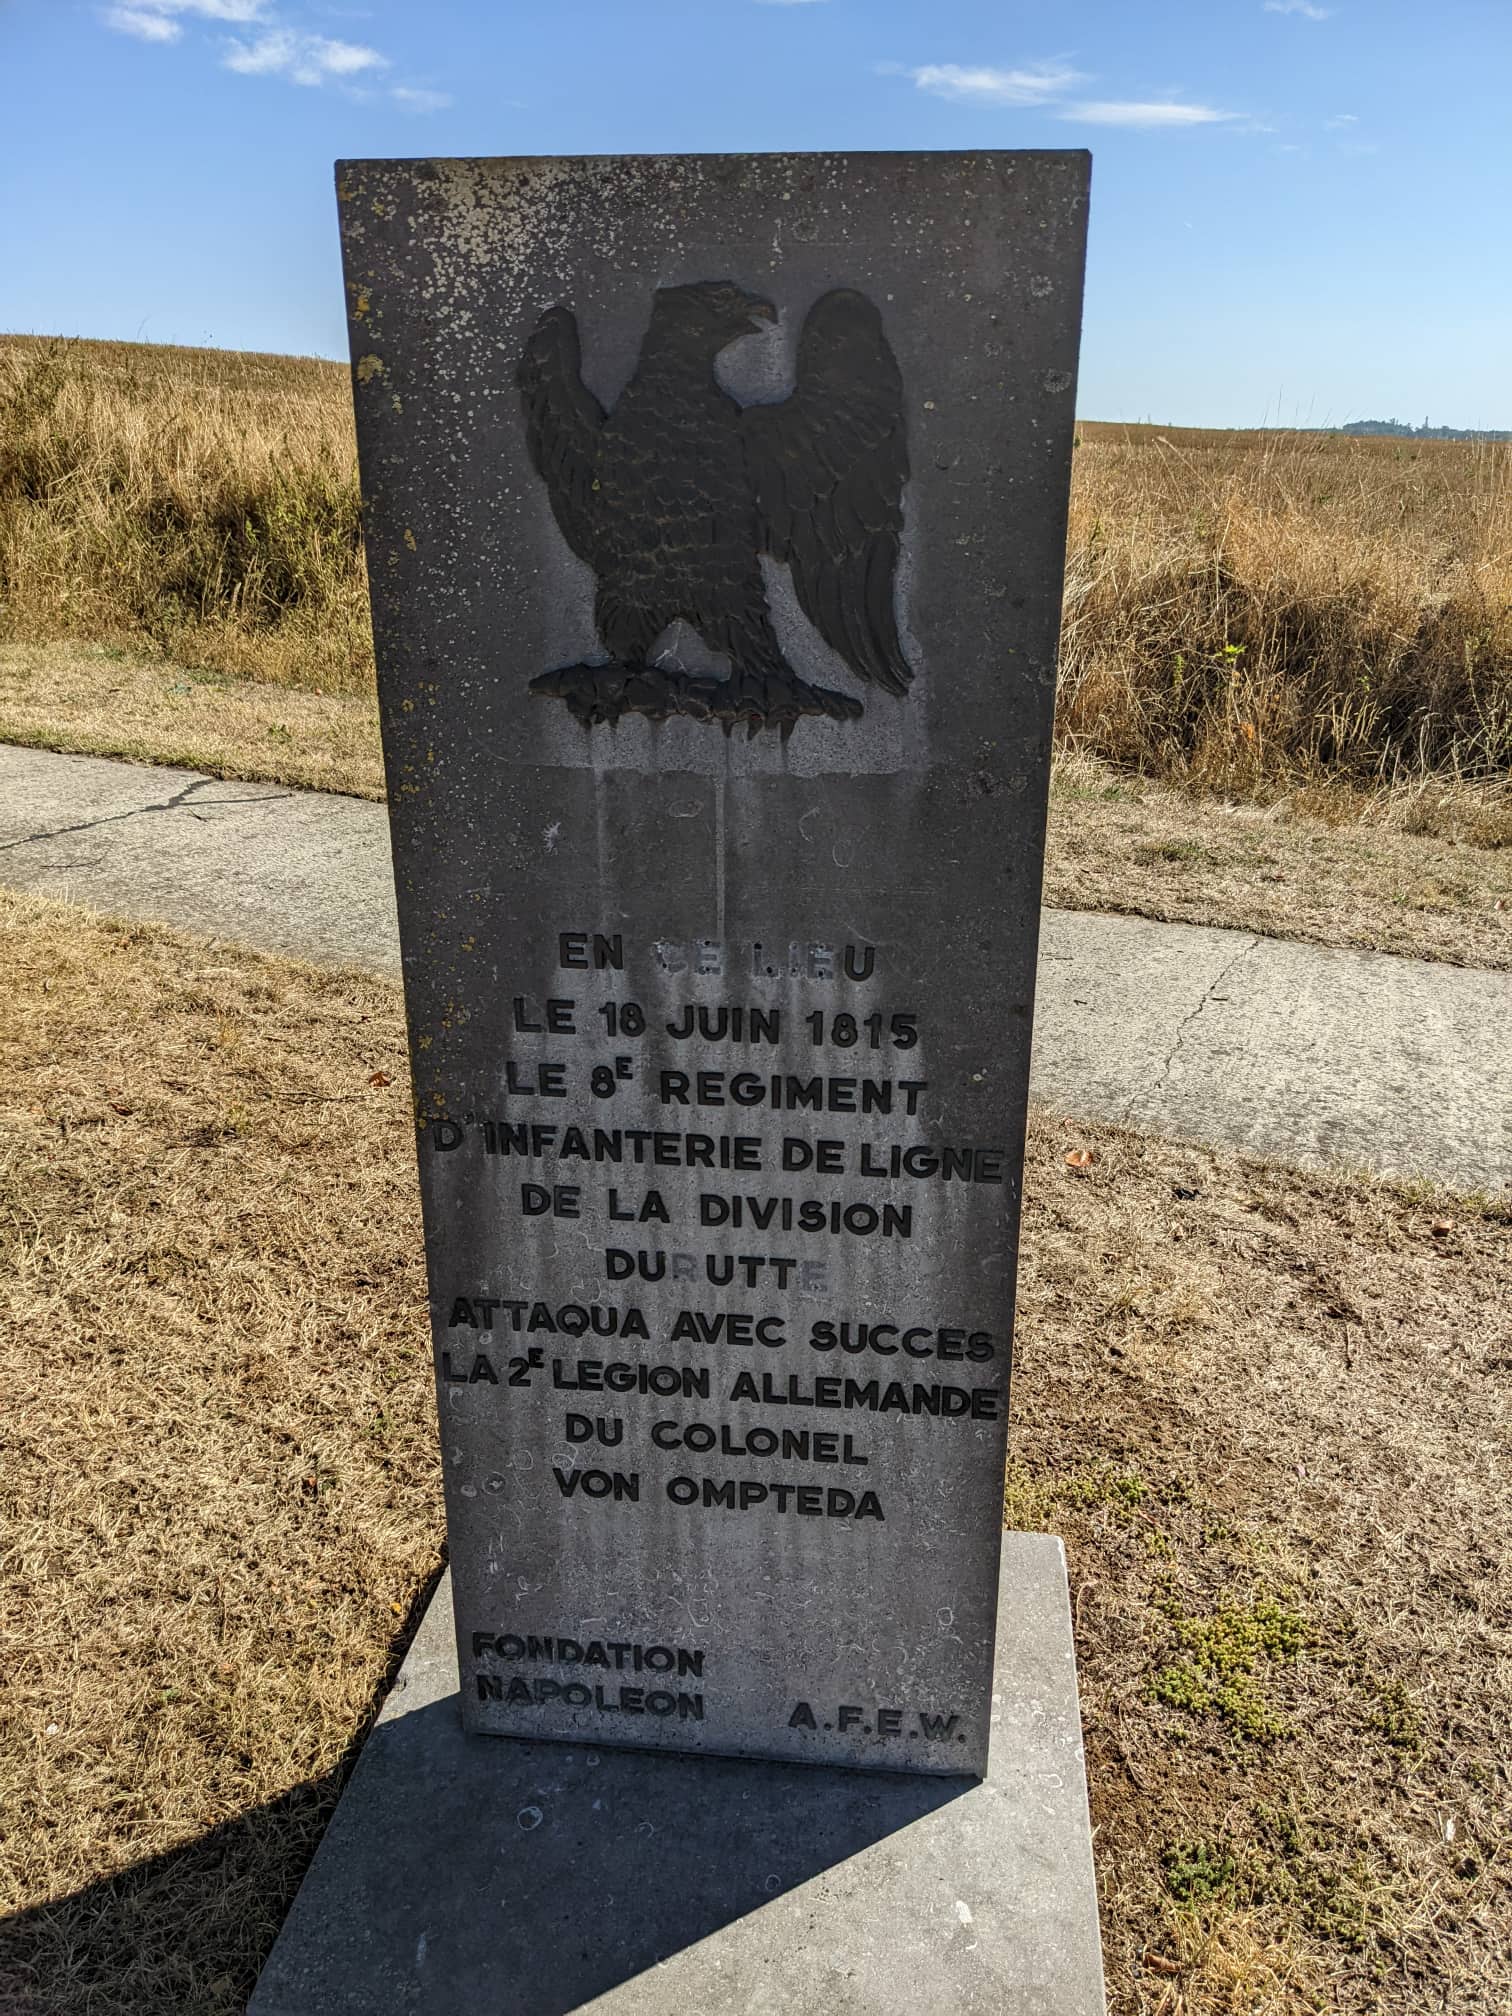 EN CE LIEU
LE 18 JUIN 1815
LE 8E REGIMENT
D'INFANTERIE DE LIGNE
DE LA DIVISION
DURUTTE
ATTAQUA AVEC SUCCES
LA 2E LEGION ALLEMANDE
DU COLONEL
VON OMPTEDA
FONDATION
NAPOLEON
A.F.E.W.